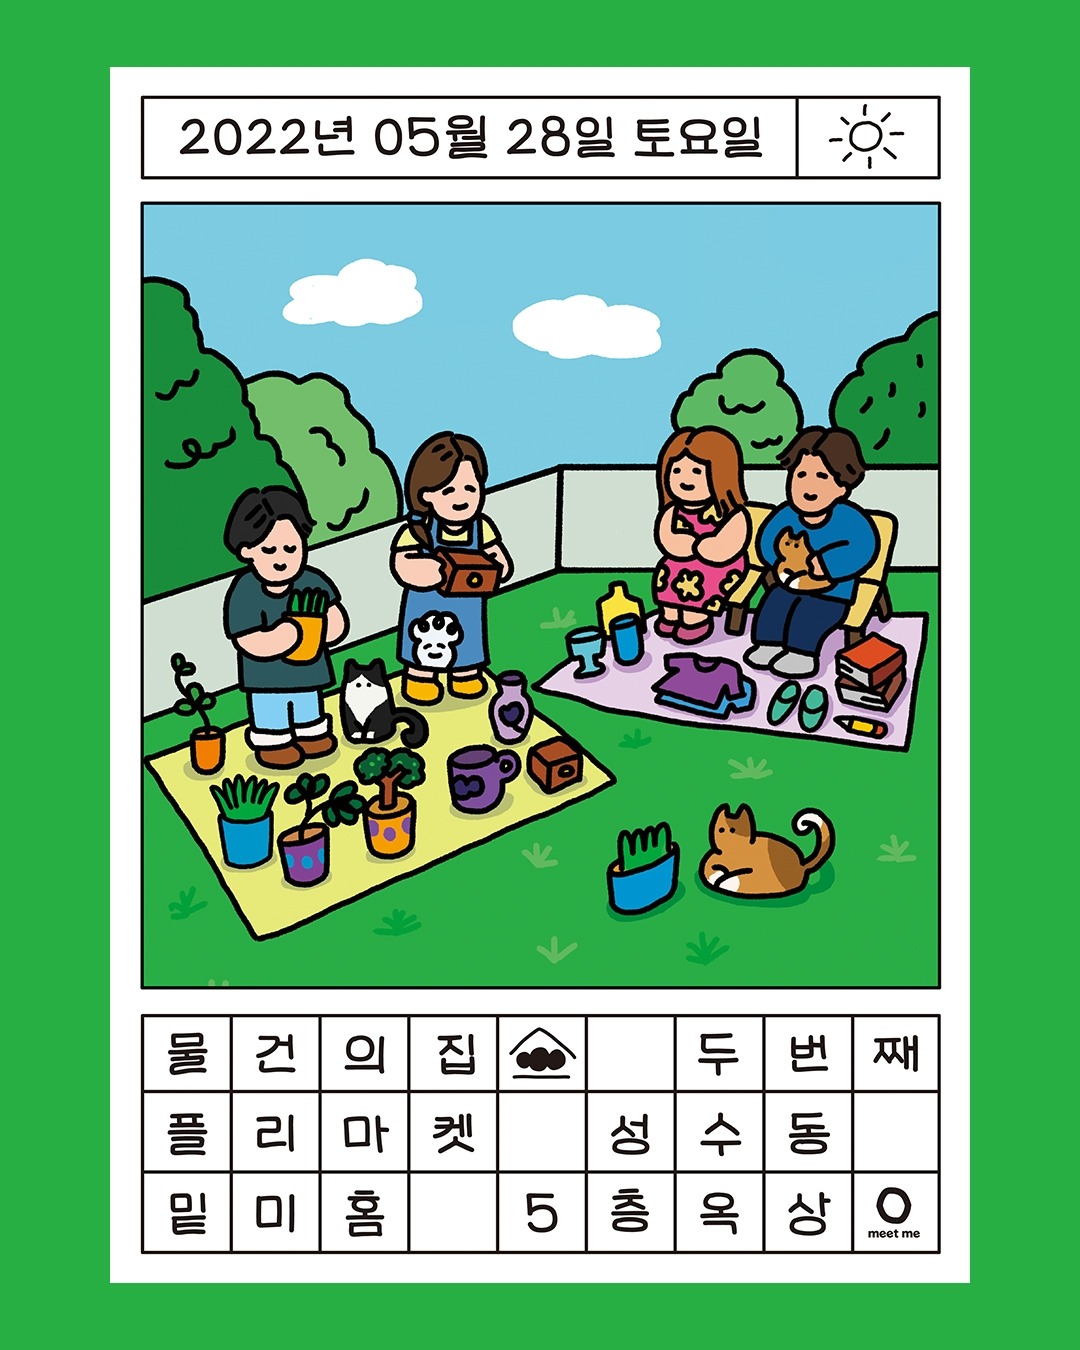 2022년 05월 28일 토요일
물건의집 두번째
플리마켓 성수동
밑미홈 5층옥상
meet me